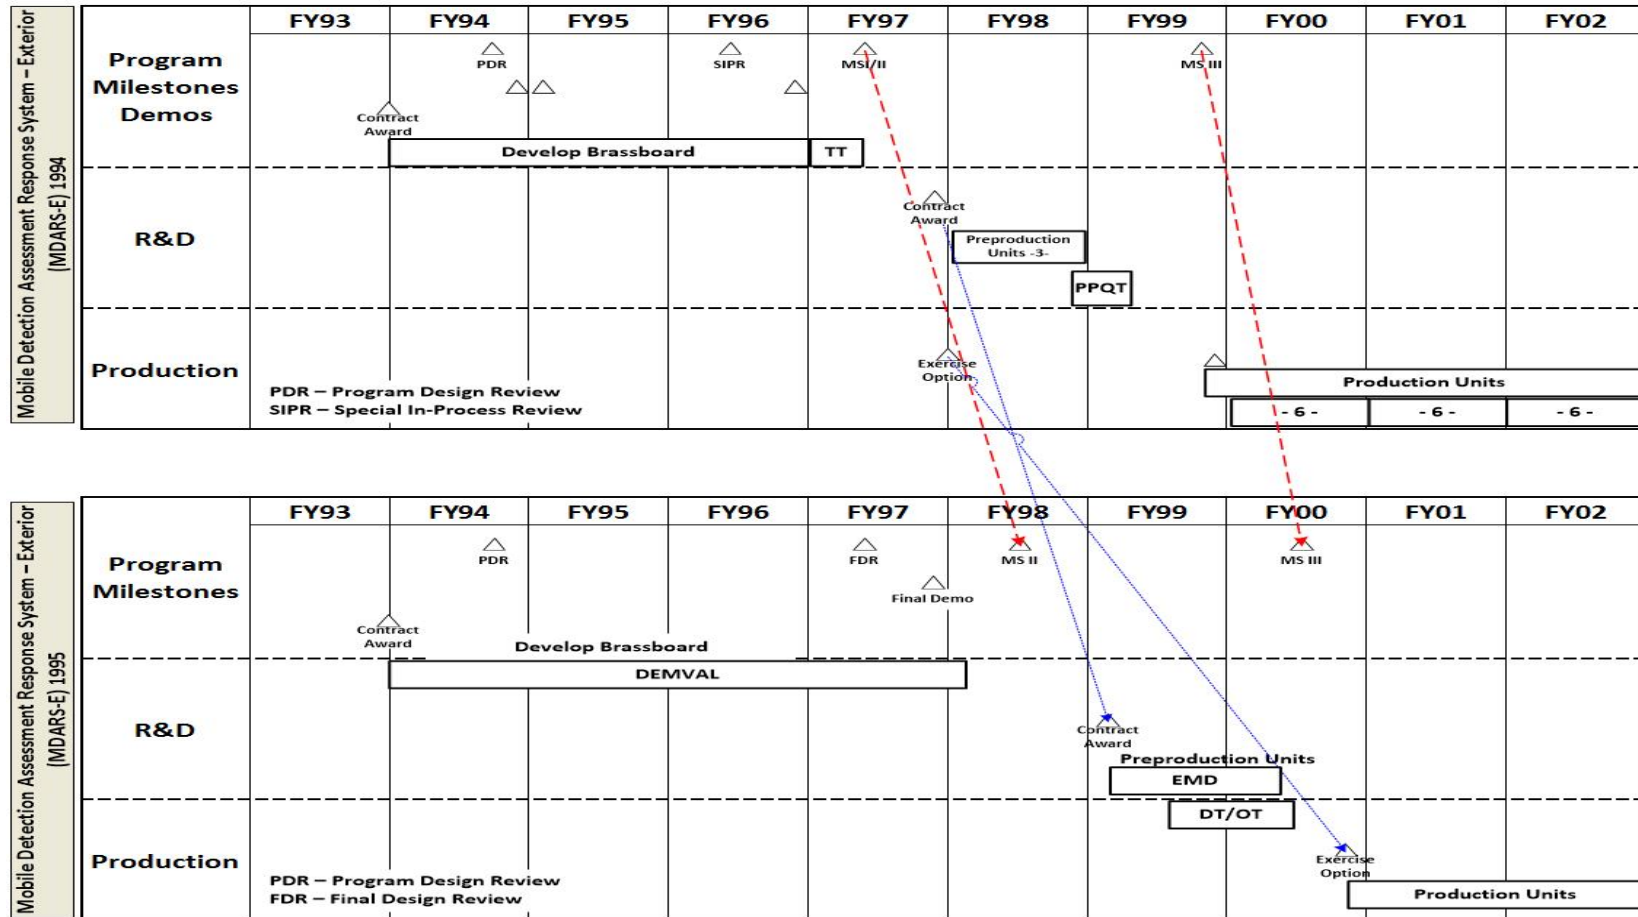 Mobile Detection Assessment Response System – Exterior
(MDARS-E) 1994
FY93 FY94 FY95 FY96 FY97 FY98 FY99 FY00 FY01 FY02
Program
Milestones
Demos
PDR
SIPR
MSI/II
MS III
Contract
Award
Develop Brassboard
TT
R&D
Contract
Award
Preproduction
Units -3-
PPQT
Production
Exercise
Option
Production Units
- 6 - - 6 - - 6 -
PDR – Program Design Review
SIPR – Special In-Process Review
Mobile Detection Assessment Response System – Exterior
(MDARS-E) 1995
FY93 FY94 FY95 FY96 FY97 FY98 FY99 FY00 FY01 FY02
Program
Milestones
PDR
FDR
MS II
MS III
Final Demo
Contract
Award
Develop Brassboard
DEMVAL
R&D
Contract
Award
Preproduction Units
EMD
DT/OT
Production
Exercise
Option
Production Units
PDR – Program Design Review
FDR – Final Design Review